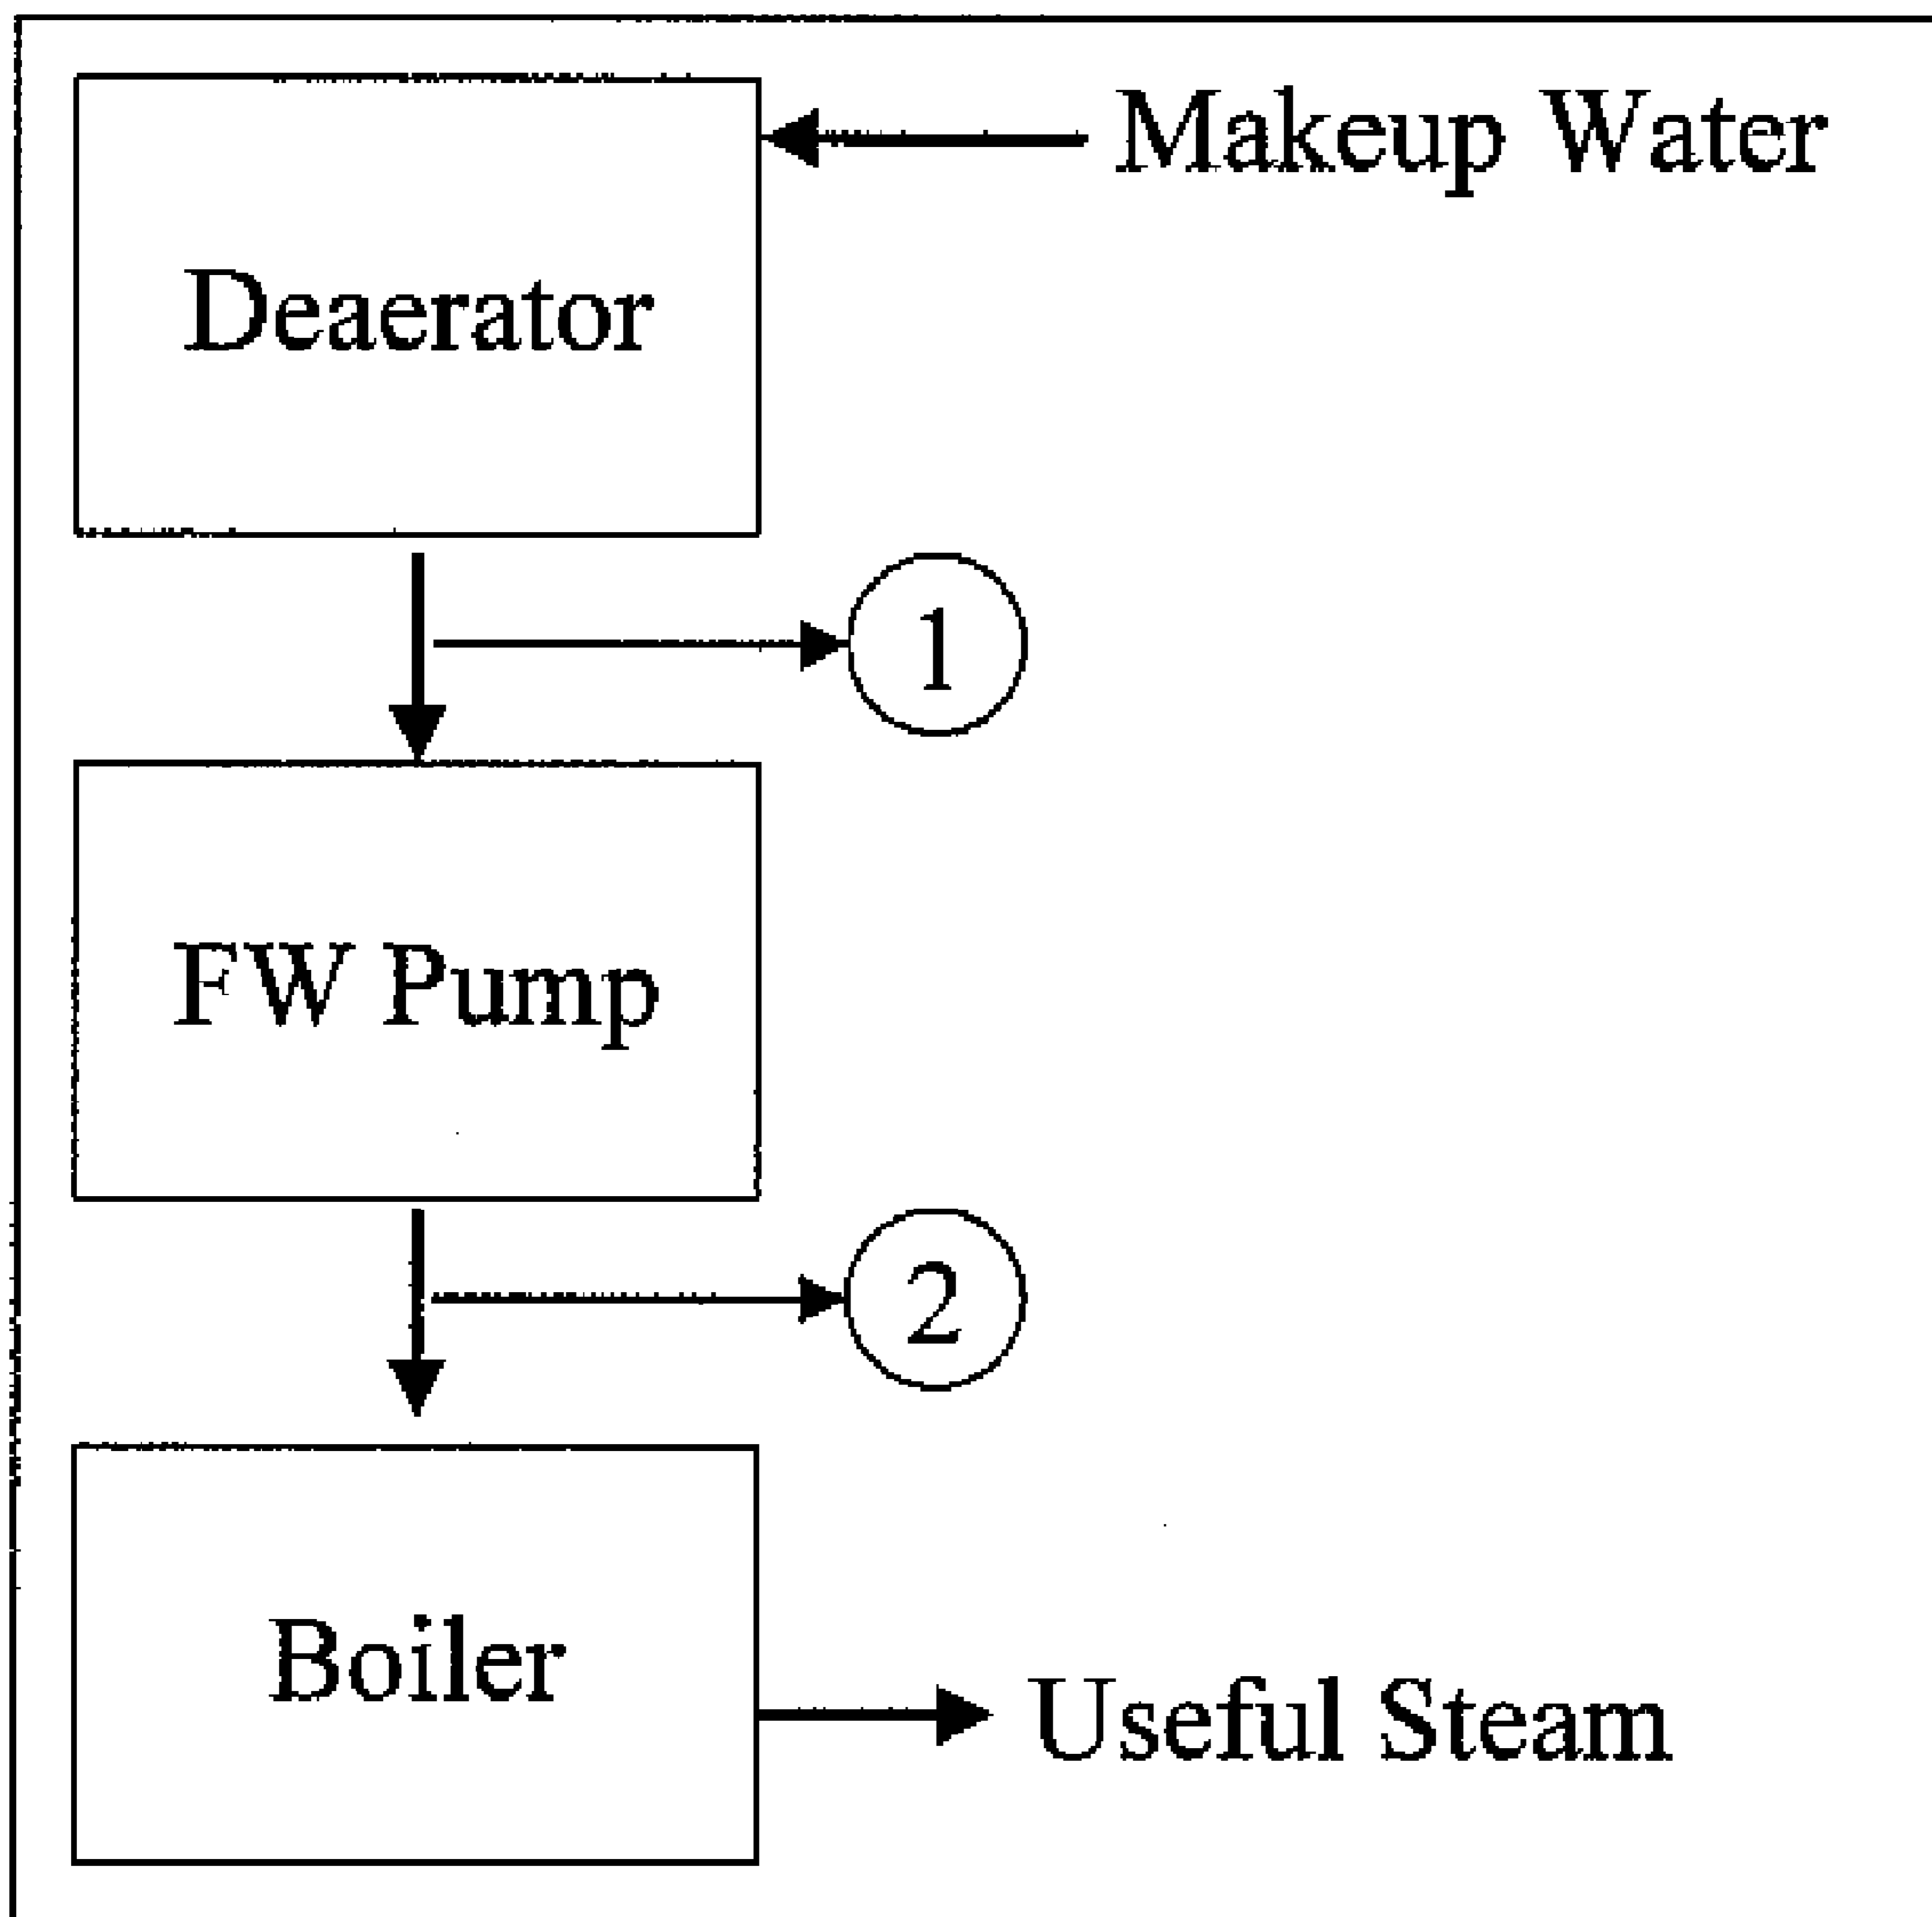 Makeup Water
Deaerator
1
FW Pump
2
Boiler
Useful Steam